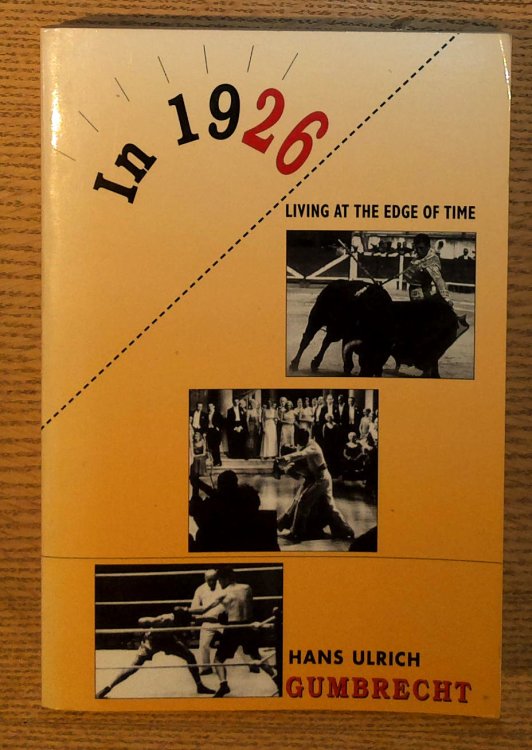 In 1926
LIVING AT THE EDGE OF TIME
HANS ULRICH
GUMBRECHT